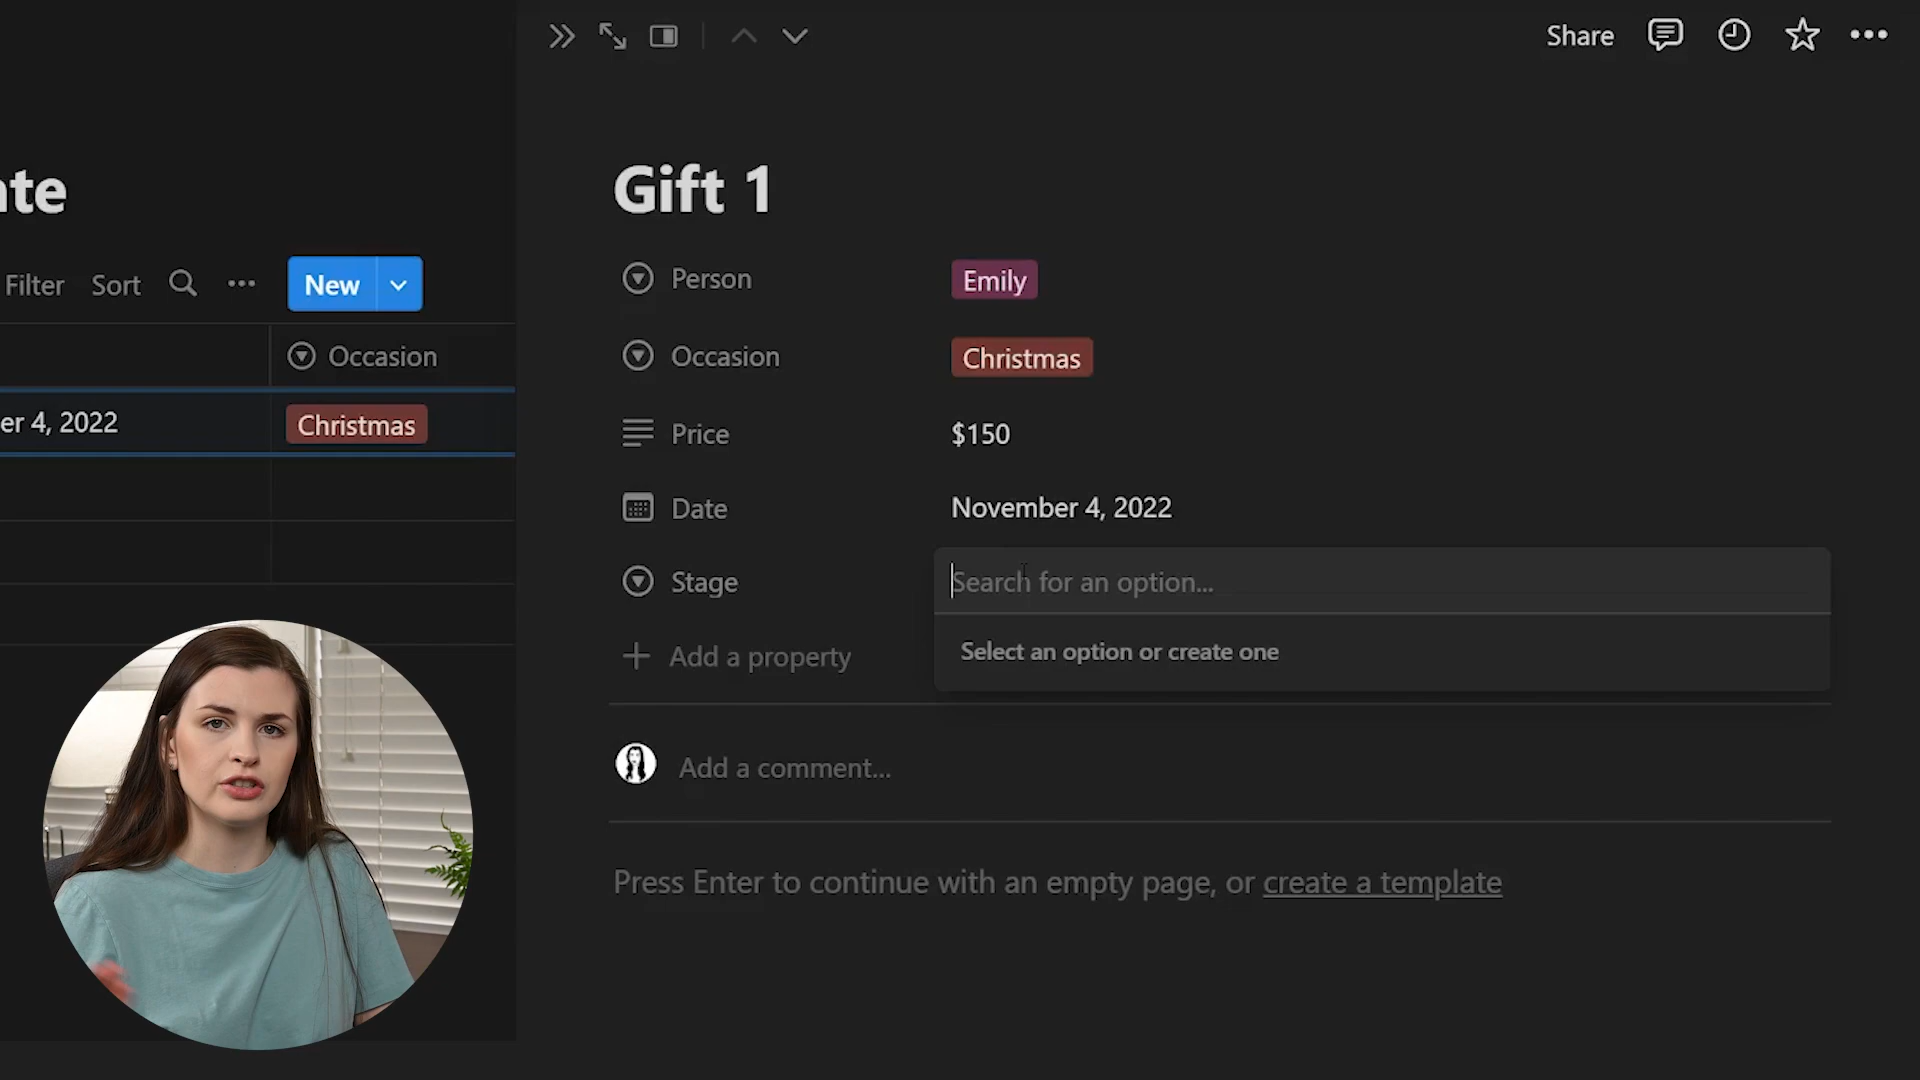 Share
ate
Filter Sort New
Occasion
er 4, 2022 Christmas
Gift 1
Person Emily
Occasion Christmas
Price $150
Date November 4, 2022
Stage Search for an option...
Select an option or create one
Add a property
Add a comment...
Press Enter to continue with an empty page, or create a template